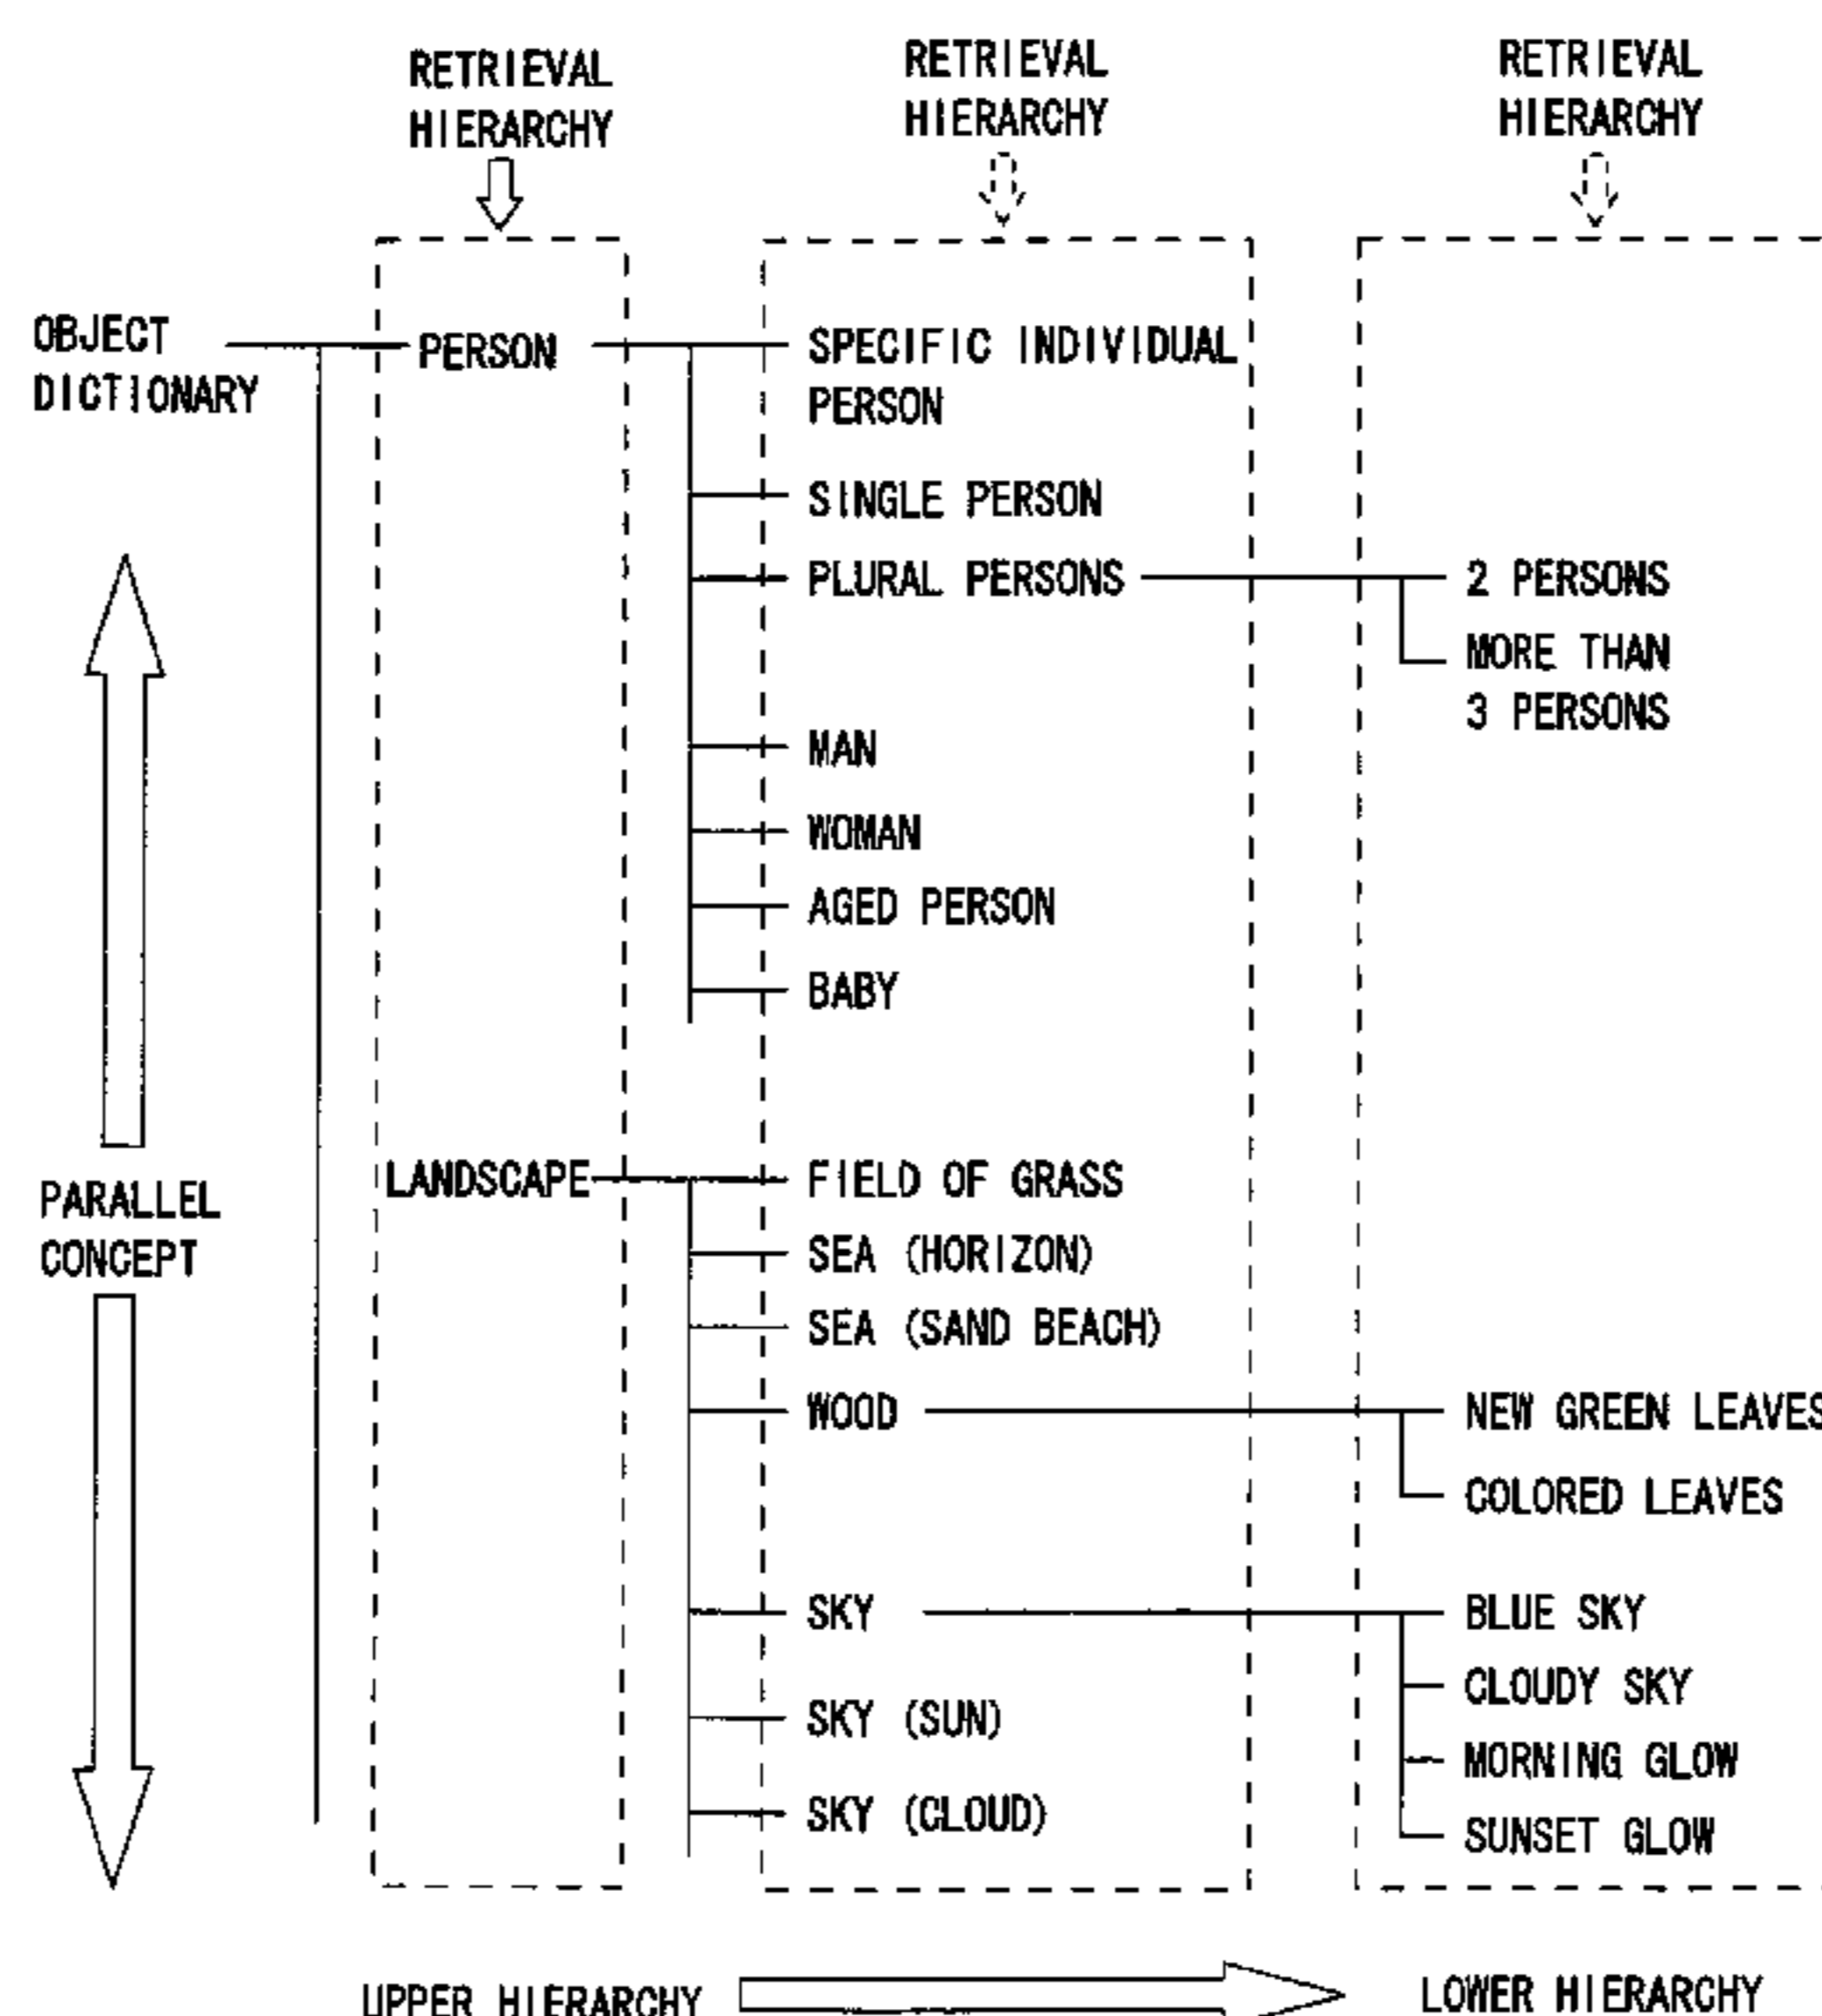 RETRIEVAL
HIERARCHY
RETRIEVAL
HIERARCHY
RETRIEVAL
HIERARCHY
OBJECT
DICTIONARY
PERSON
SPECIFIC INDIVIDUAL
PERSON
SINGLE PERSON
PLURAL PERSONS
2 PERSONS
MORE THAN
3 PERSONS
MAN
WOMAN
AGED PERSON
BABY
PARALLEL
CONCEPT
LANDSCAPE
FIELD OF GRASS
SEA (HORIZON)
SEA (SAND BEACH)
WOOD
NEW GREEN LEAVES
COLORED LEAVES
SKY
BLUE SKY
CLOUDY SKY
SKY (SUN)
MORNING GLOW
SKY (CLOUD)
SUNSET GLOW
UPPER HIERARCHY
LOWER HIERARCHY